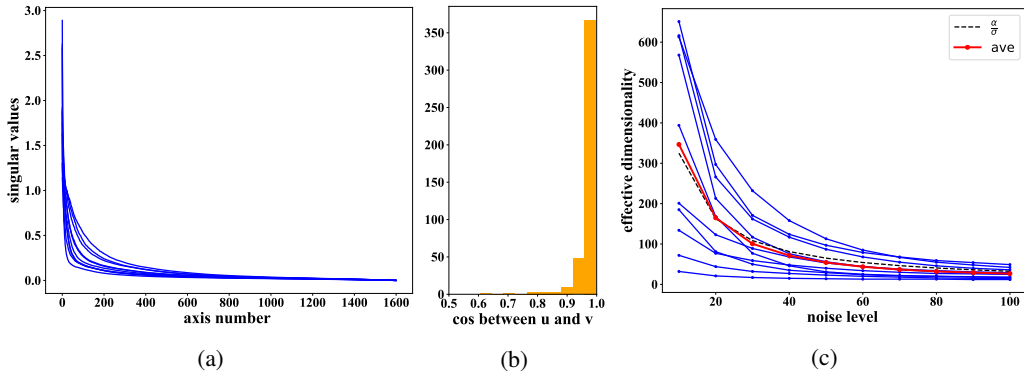 3.0
2.5
2.0
1.5
1.0
0.5
0.0
singular values
0 200 400 600 800 1000 1200 1400 1600
axis number
(a)
350
300
250
200
150
100
50
0
0.5 0.6 0.7 0.8 0.9 1.0
cos between u and v
(b)
600
500
400
300
200
100
0
effective dimensionality
α/σ
ave
20 40 60 80 100
noise level
(c)